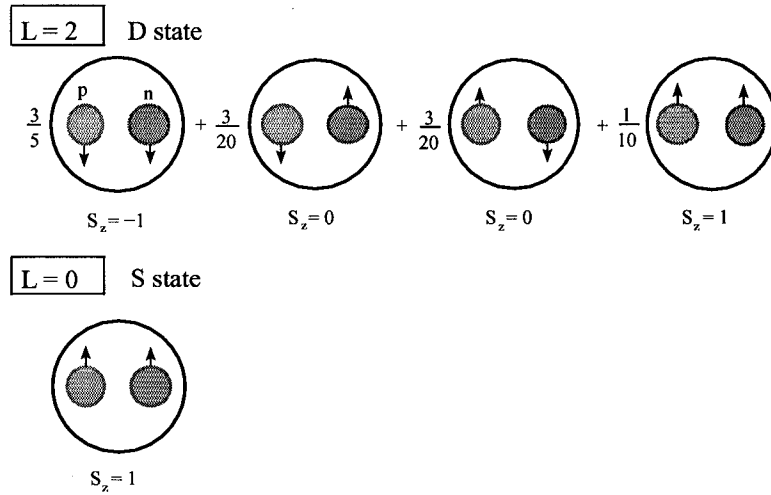 L = 2 D state
p n
3/5 + 3/20 + 3/20 + 1/10
S_z = −1 S_z = 0 S_z = 0 S_z = 1
L = 0 S state
S_z = 1